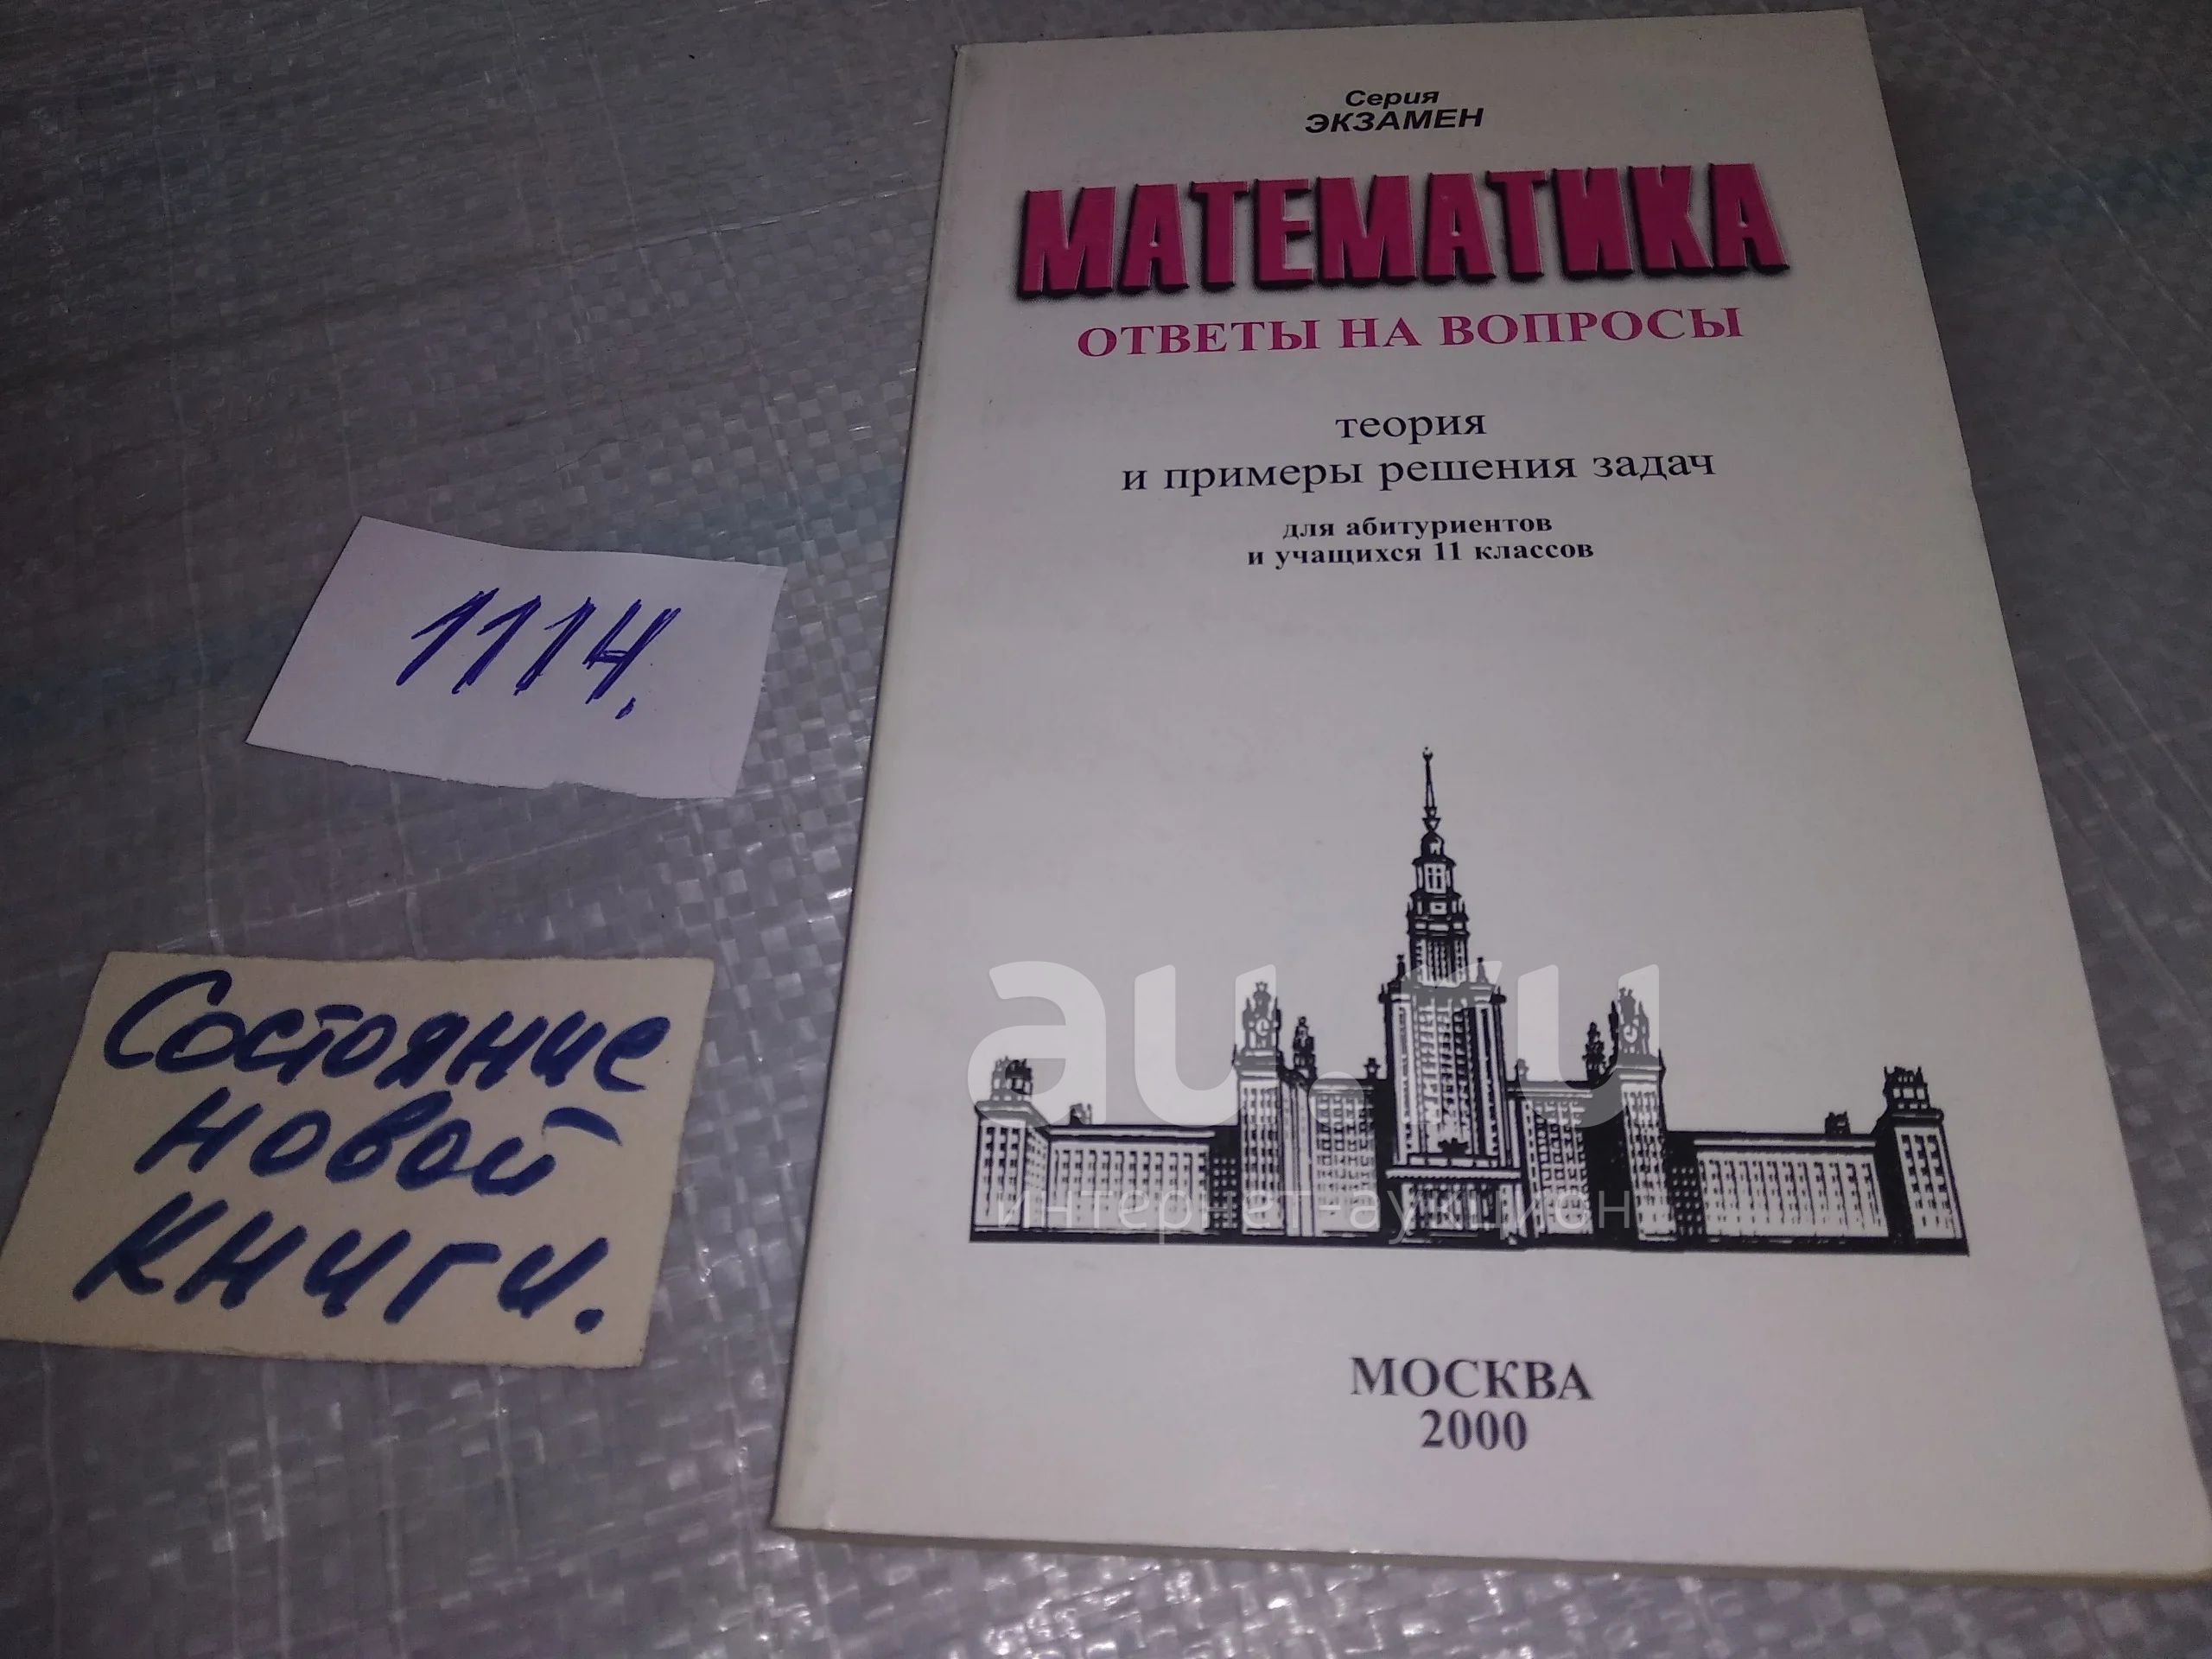 Серия
ЭКЗАМЕН
МАТЕМАТИКА
ОТВЕТЫ НА ВОПРОСЫ
теория
и примеры решения задач
для абитуриентов
и учащихся 11 классов
МОСКВА
2000
1114.
Состояние
новой
книги.
au.ru
интернет-аукцион